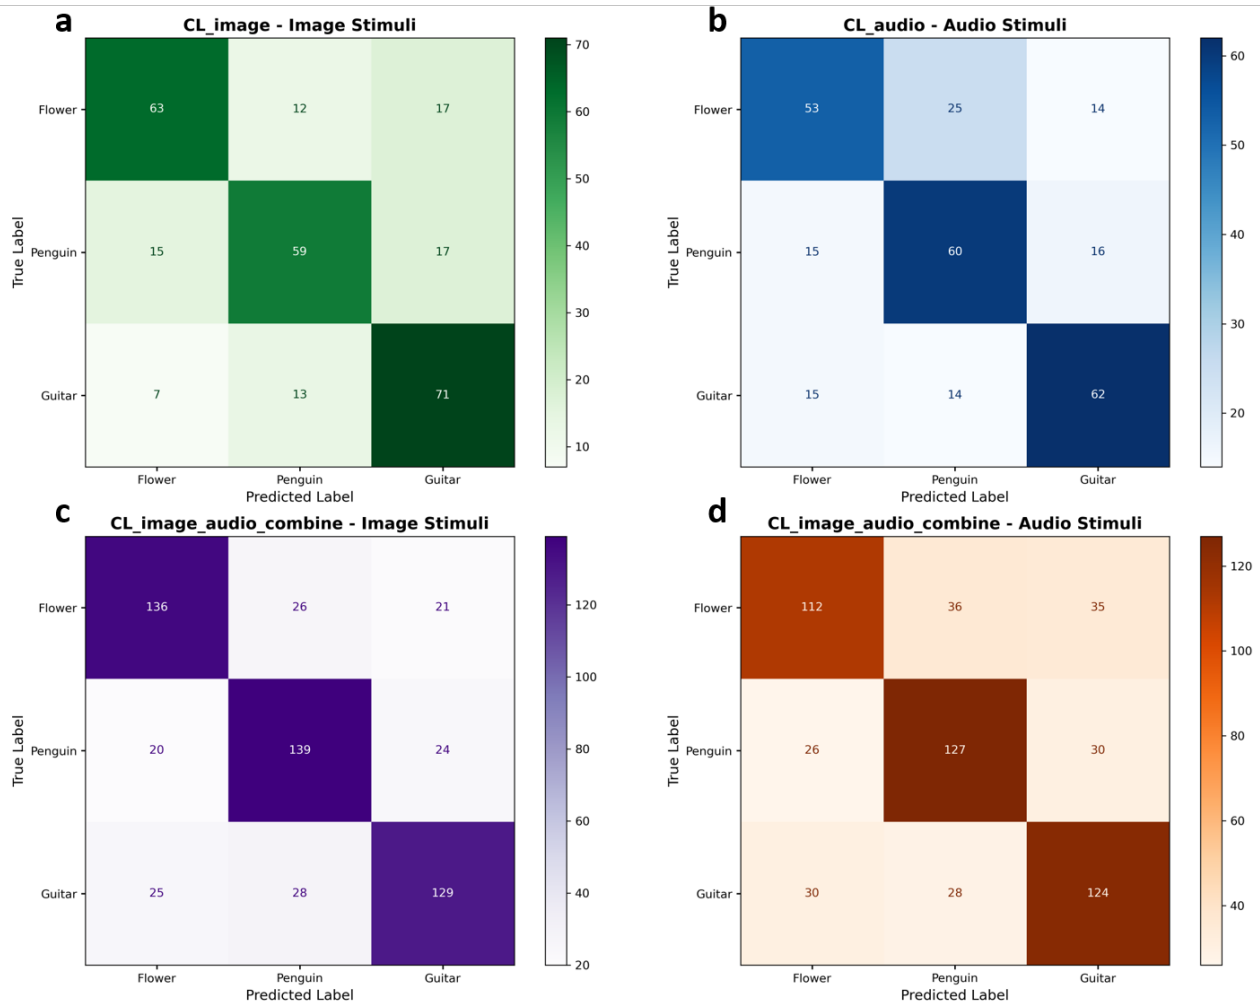 a
CL_image - Image Stimuli
True Label
Flower
63 12 17
Penguin
15 59 17
Guitar
7 13 71
Flower Penguin Guitar
Predicted Label
70
60
50
40
30
20
10
b
CL_audio - Audio Stimuli
True Label
Flower
53 25 14
Penguin
15 60 16
Guitar
15 14 62
Flower Penguin Guitar
Predicted Label
60
50
40
30
20
c
CL_image_audio_combine - Image Stimuli
True Label
Flower
136 26 21
Penguin
20 139 24
Guitar
25 28 129
Flower Penguin Guitar
Predicted Label
120
100
80
60
40
20
d
CL_image_audio_combine - Audio Stimuli
True Label
Flower
112 36 35
Penguin
26 127 30
Guitar
30 28 124
Flower Penguin Guitar
Predicted Label
120
100
80
60
40